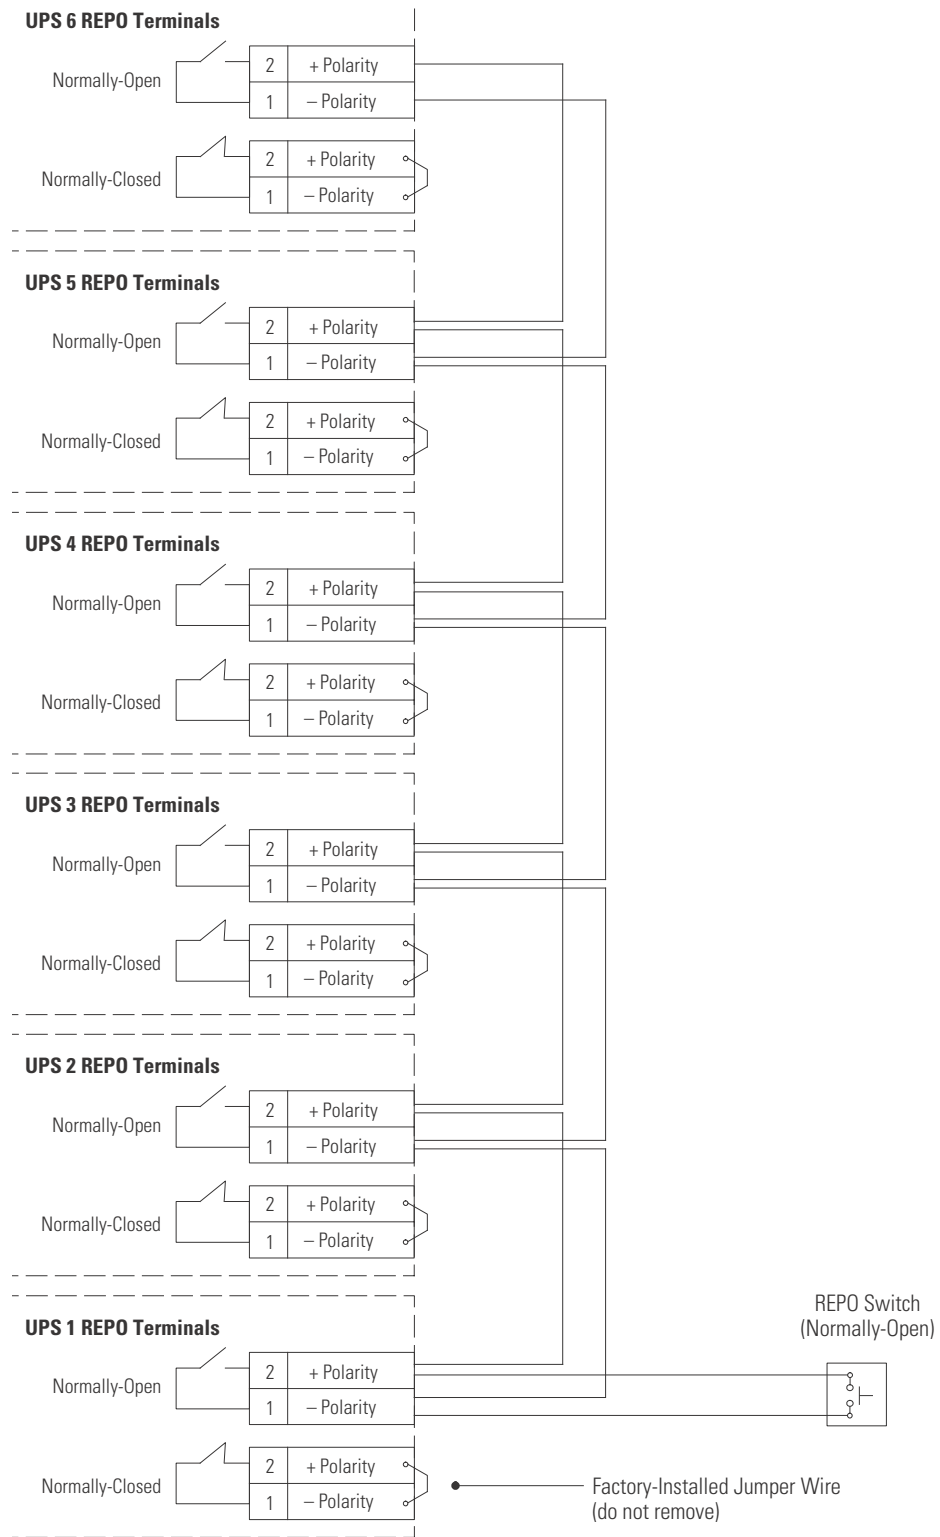 UPS 6 REPO Terminals
Normally-Open
2 + Polarity
1 – Polarity
Normally-Closed
2 + Polarity
1 – Polarity
UPS 5 REPO Terminals
Normally-Open
2 + Polarity
1 – Polarity
Normally-Closed
2 + Polarity
1 – Polarity
UPS 4 REPO Terminals
Normally-Open
2 + Polarity
1 – Polarity
Normally-Closed
2 + Polarity
1 – Polarity
UPS 3 REPO Terminals
Normally-Open
2 + Polarity
1 – Polarity
Normally-Closed
2 + Polarity
1 – Polarity
UPS 2 REPO Terminals
Normally-Open
2 + Polarity
1 – Polarity
Normally-Closed
2 + Polarity
1 – Polarity
UPS 1 REPO Terminals
Normally-Open
2 + Polarity
1 – Polarity
REPO Switch
(Normally-Open)
Normally-Closed
2 + Polarity
1 – Polarity
Factory-Installed Jumper Wire
(do not remove)